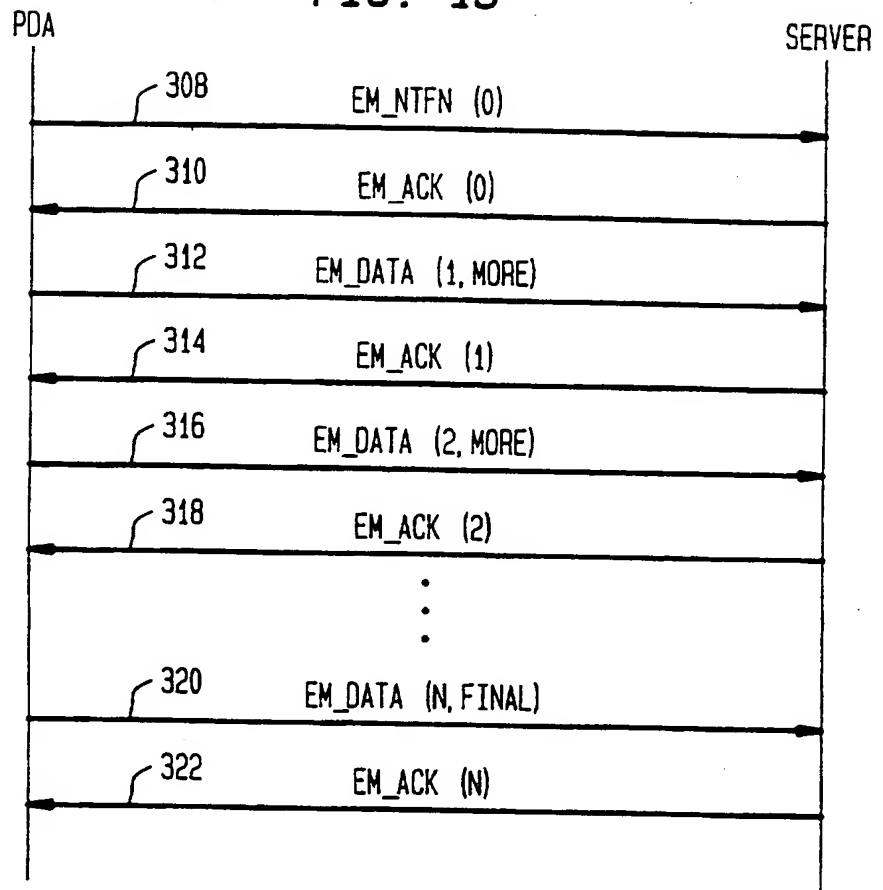 PDA
SERVER
308
EM_NTFN (0)
310
EM_ACK (0)
312
EM_DATA (1, MORE)
314
EM_ACK (1)
316
EM_DATA (2, MORE)
318
EM_ACK (2)
320
EM_DATA (N, FINAL)
322
EM_ACK (N)